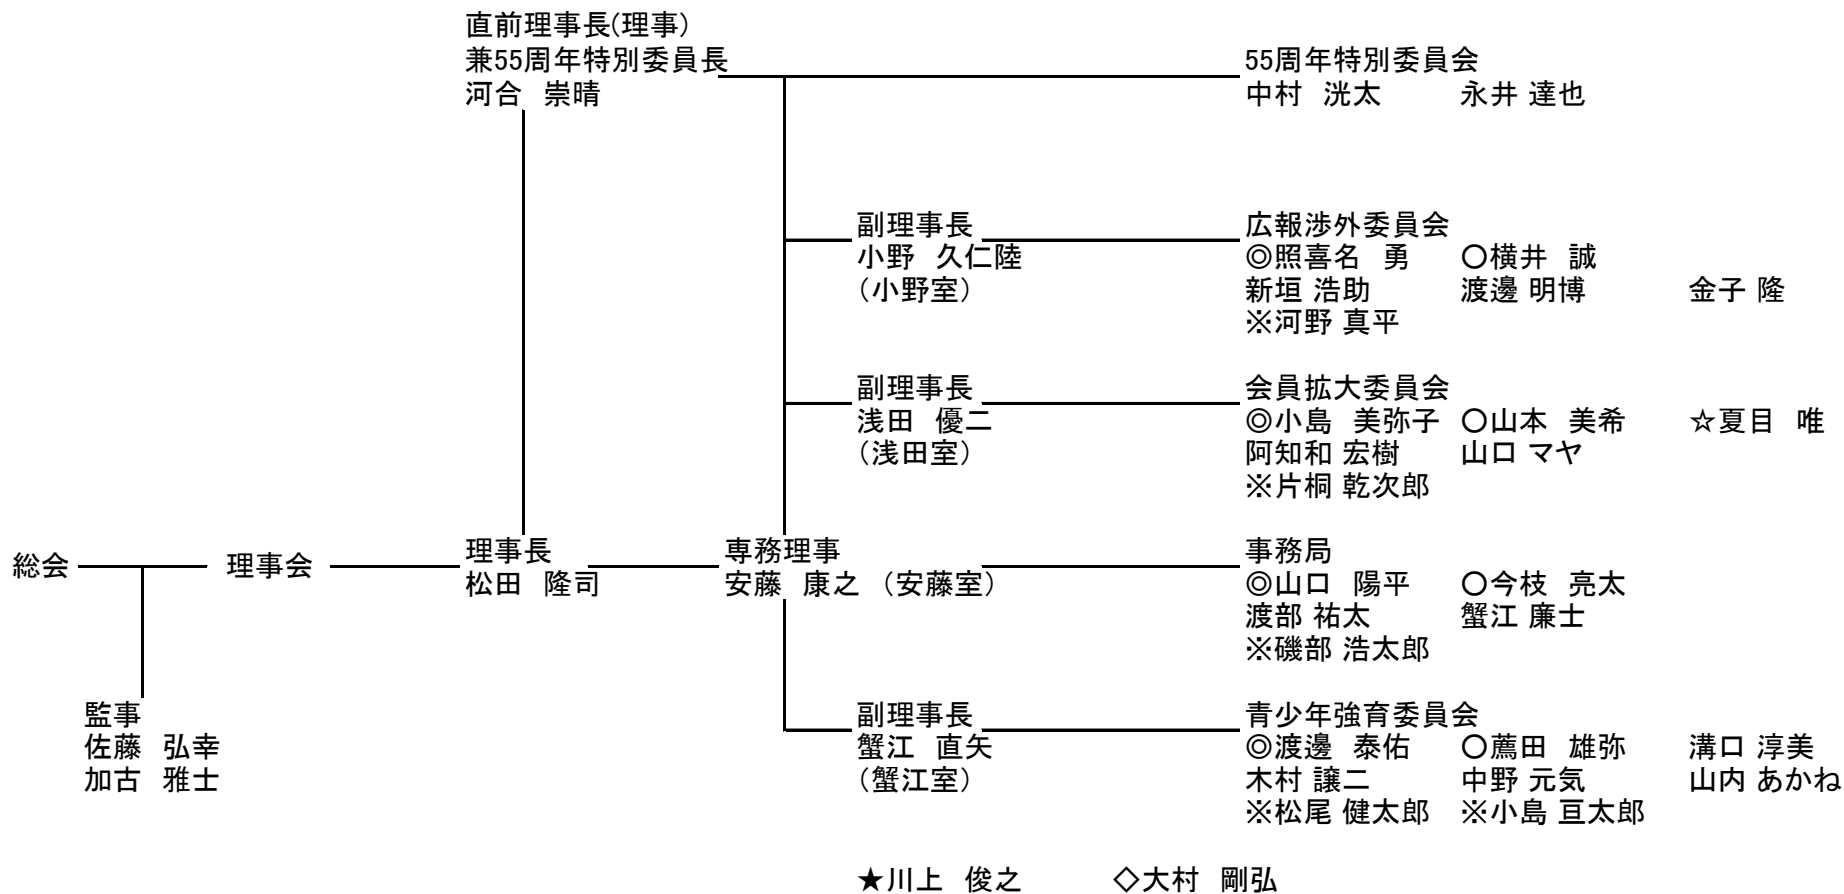 直前理事長(理事)
兼55周年特別委員長
河合 崇晴
55周年特別委員会
中村 洸太 永井 達也
副理事長
小野 久仁陸
(小野室)
広報渉外委員会
◎照喜名 勇 〇横井 誠
新垣 浩助 渡邊 明博 金子 隆
※河野 真平
副理事長
浅田 優二
(浅田室)
会員拡大委員会
◎小島 美弥子 〇山本 美希 ☆夏目 唯
阿知和 宏樹 山口 マヤ
※片桐 乾次郎
総会
理事会
理事長
松田 隆司
専務理事
安藤 康之 (安藤室)
事務局
◎山口 陽平 〇今枝 亮太
渡部 祐太 蟹江 廉士
※磯部 浩太郎
監事
佐藤 弘幸
加古 雅士
副理事長
蟹江 直矢
(蟹江室)
青少年強育委員会
◎渡邊 泰佑 〇薦田 雄弥 溝口 淳美
木村 譲二 中野 元気 山内 あかね
※松尾 健太郎 ※小島 亘太郎
★川上 俊之 ◇大村 剛弘